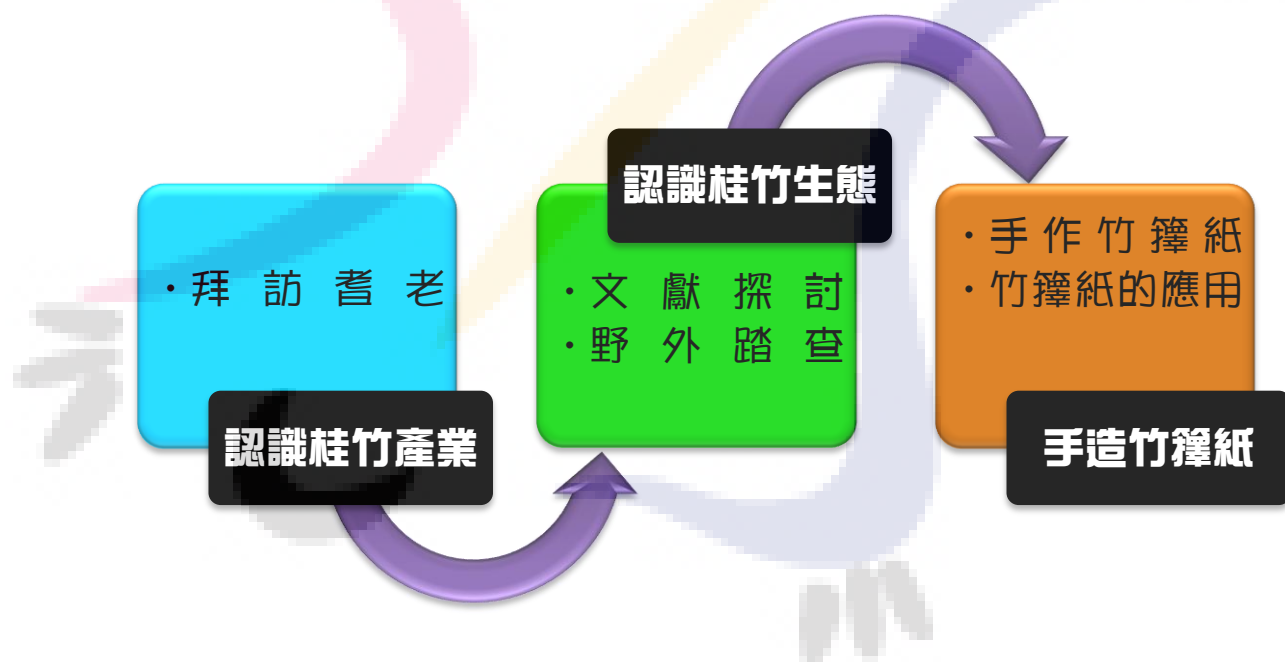 ・拜訪耆老
認識桂竹產業
認識桂竹生態
・文獻探討
・野外踏查
・手作竹籜紙
・竹籜紙的應用
手造竹籜紙